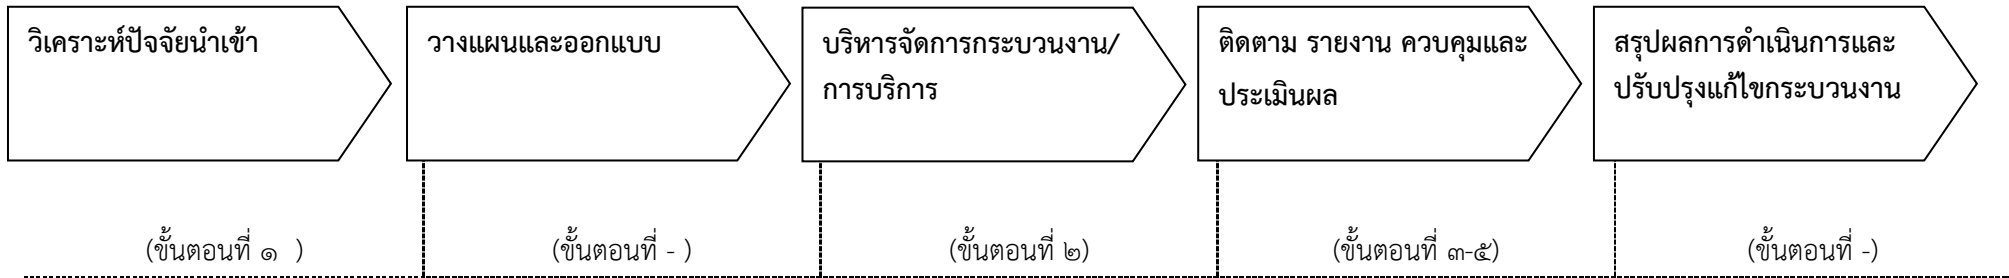 วิเคราะห์ปัจจัยนำเข้า
วางแผนและออกแบบ
บริหารจัดการกระบวนงาน/
การบริการ
ติดตาม รายงาน ควบคุมและ
ประเมินผล
สรุปผลการดำเนินการและ
ปรับปรุงแก้ไขกระบวนงาน
(ขั้นตอนที่ ๑ )
(ขั้นตอนที่ - )
(ขั้นตอนที่ ๒)
(ขั้นตอนที่ ๓-๕)
(ขั้นตอนที่ -)